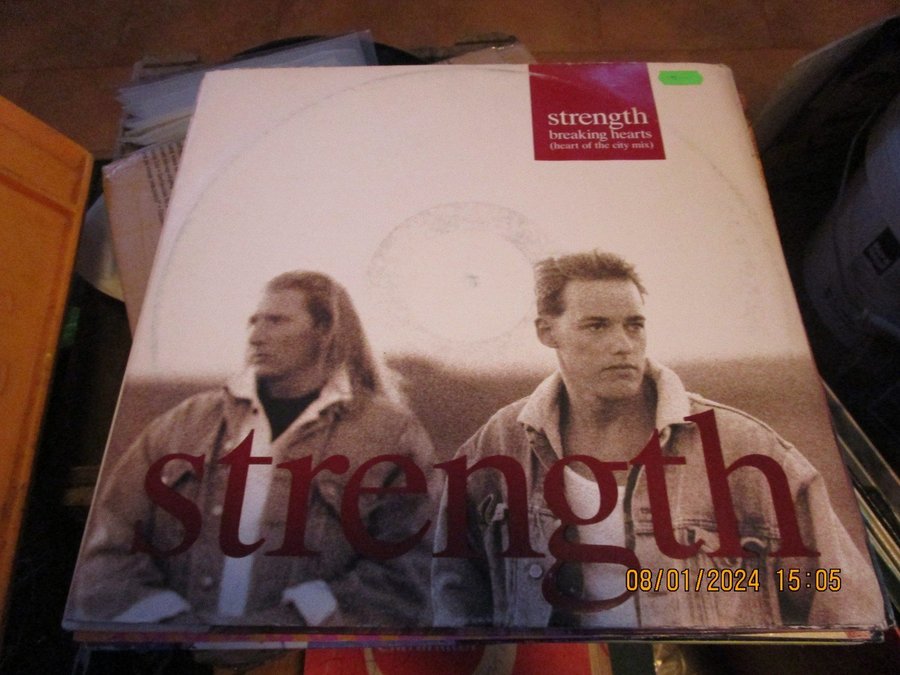 strength
breaking hearts
(heart of the city mix)
strength
08/01/2024 15:05